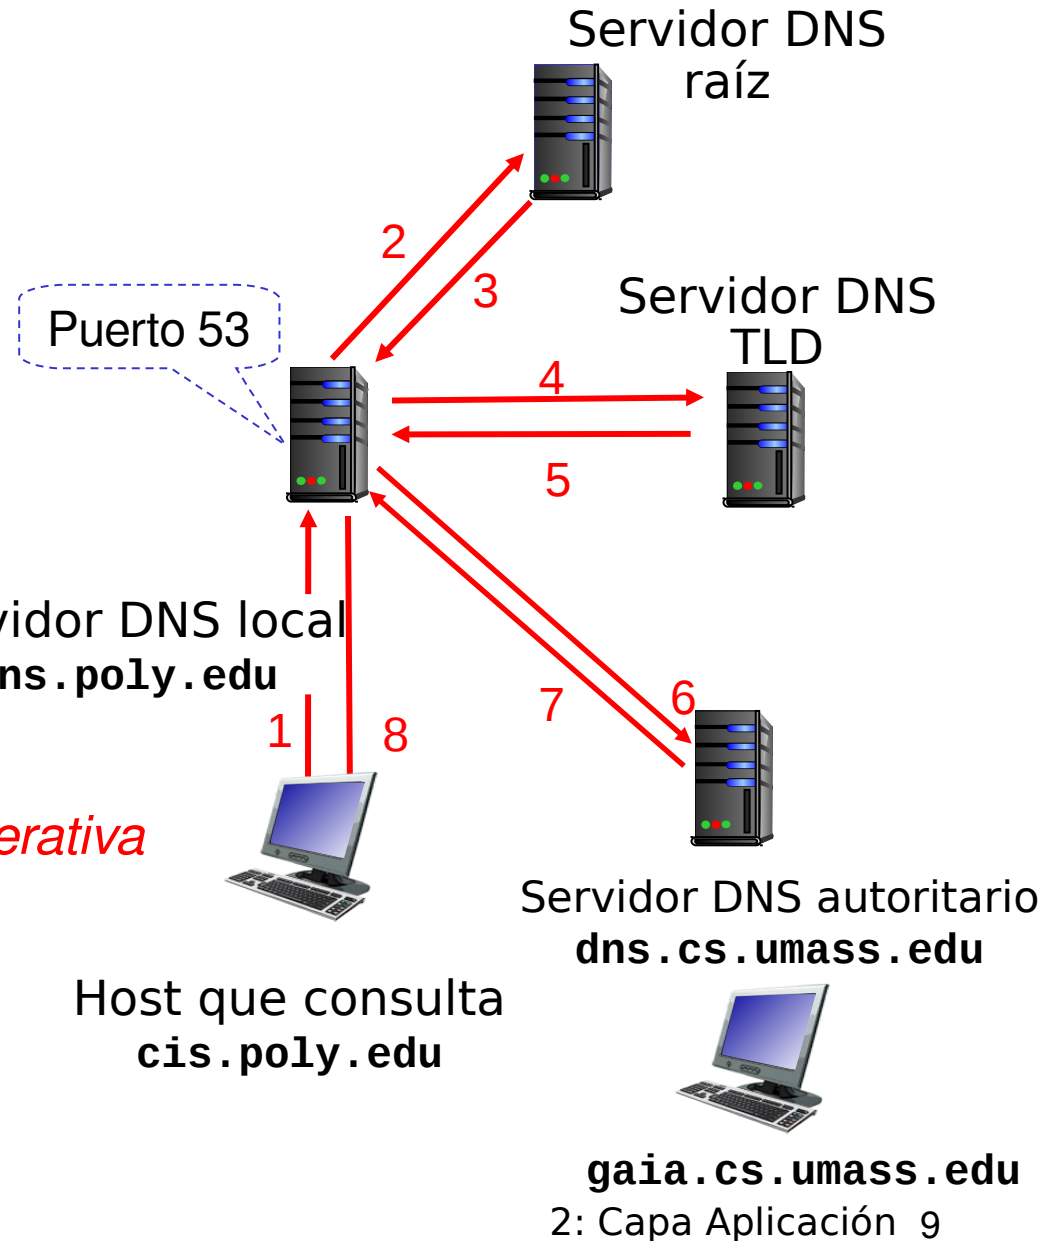 Servidor DNS
raíz
2
3
Servidor DNS
TLD
Puerto 53
4
5
vidor DNS local
ns.poly.edu
1
8
7
6
erativa
Servidor DNS autoritario
dns.cs.umass.edu
Host que consulta
cis.poly.edu
gaia.cs.umass.edu
2: Capa Aplicación 9